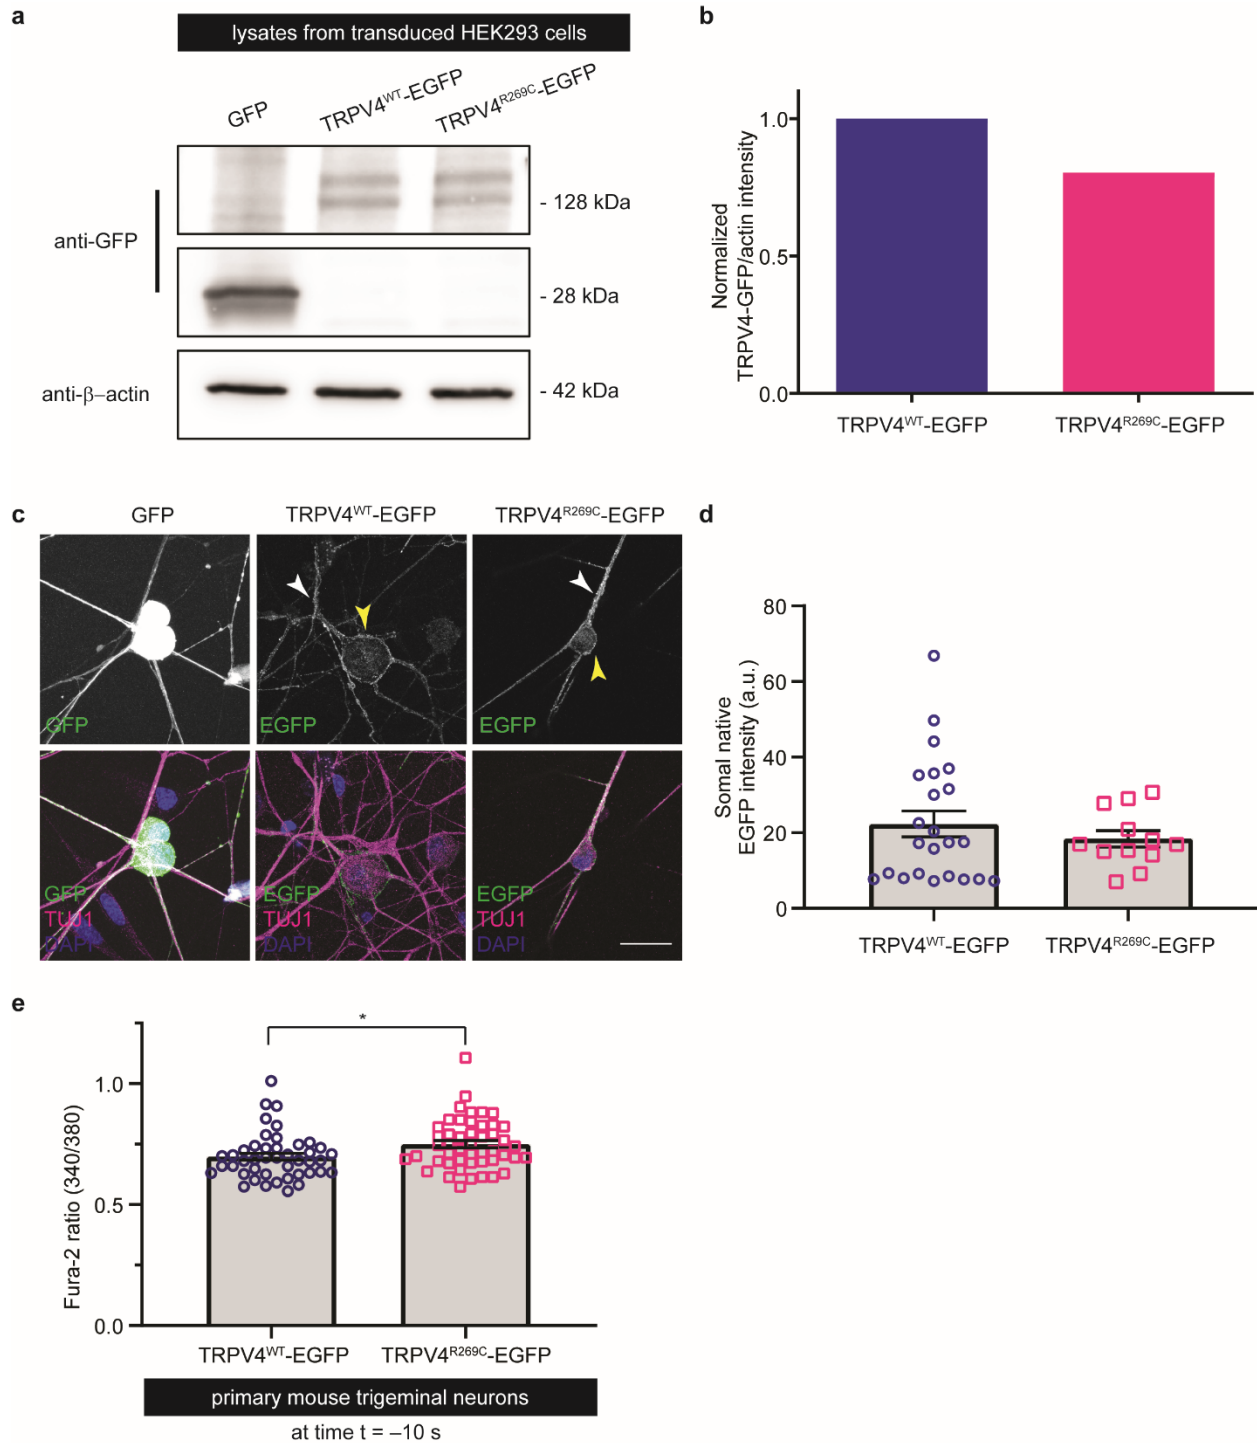 a
lysates from transduced HEK293 cells
GFP
TRPV4WT-EGFP
TRPV4R269C-EGFP
anti-GFP
- 128 kDa
- 28 kDa
anti-β–actin
- 42 kDa
b
Normalized
TRPV4-GFP/actin intensity
1.0
0.5
0.0
TRPV4WT-EGFP
TRPV4R269C-EGFP
c
GFP
TRPV4WT-EGFP
TRPV4R269C-EGFP
GFP
EGFP
EGFP
GFP
TUJ1
DAPI
EGFP
TUJ1
DAPI
EGFP
TUJ1
DAPI
d
Somal native
EGFP intensity (a.u.)
80
60
40
20
0
TRPV4WT-EGFP
TRPV4R269C-EGFP
e
*
Fura-2 ratio (340/380)
1.0
0.5
0.0
TRPV4WT-EGFP
TRPV4R269C-EGFP
primary mouse trigeminal neurons
at time t = –10 s